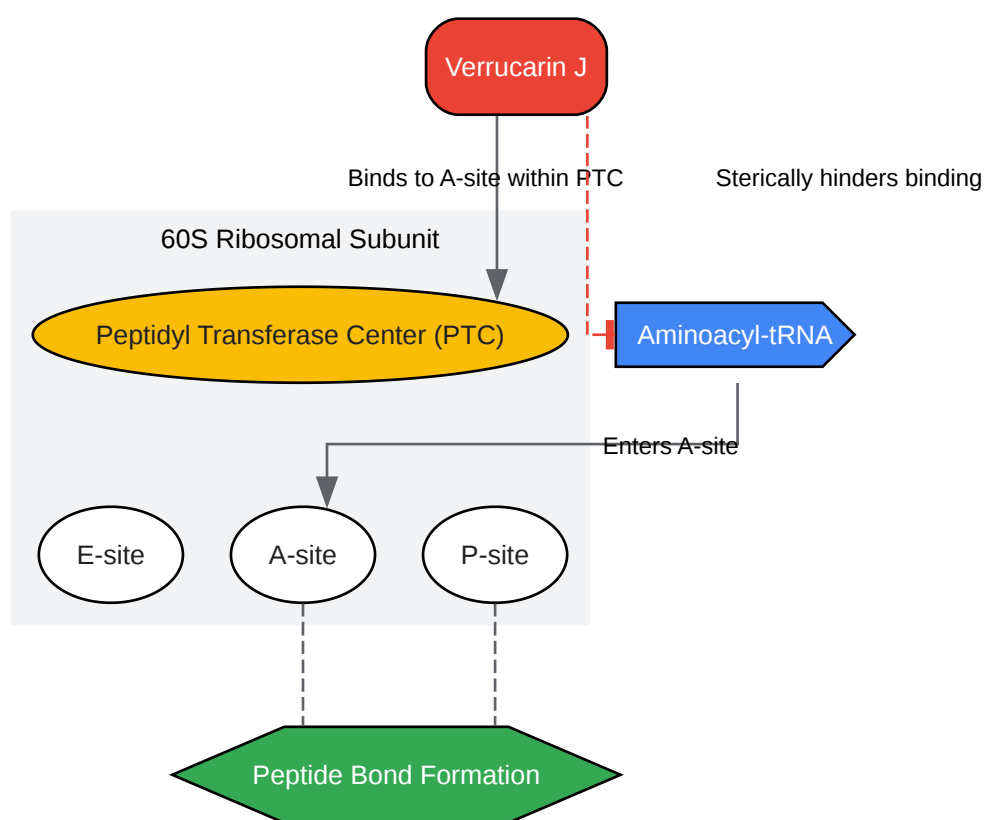 Verrucarin J
Binds to A-site within PTC
Sterically hinders binding
60S Ribosomal Subunit
Peptidyl Transferase Center (PTC)
Aminoacyl-tRNA
Enters A-site
E-site
A-site
P-site
Peptide Bond Formation